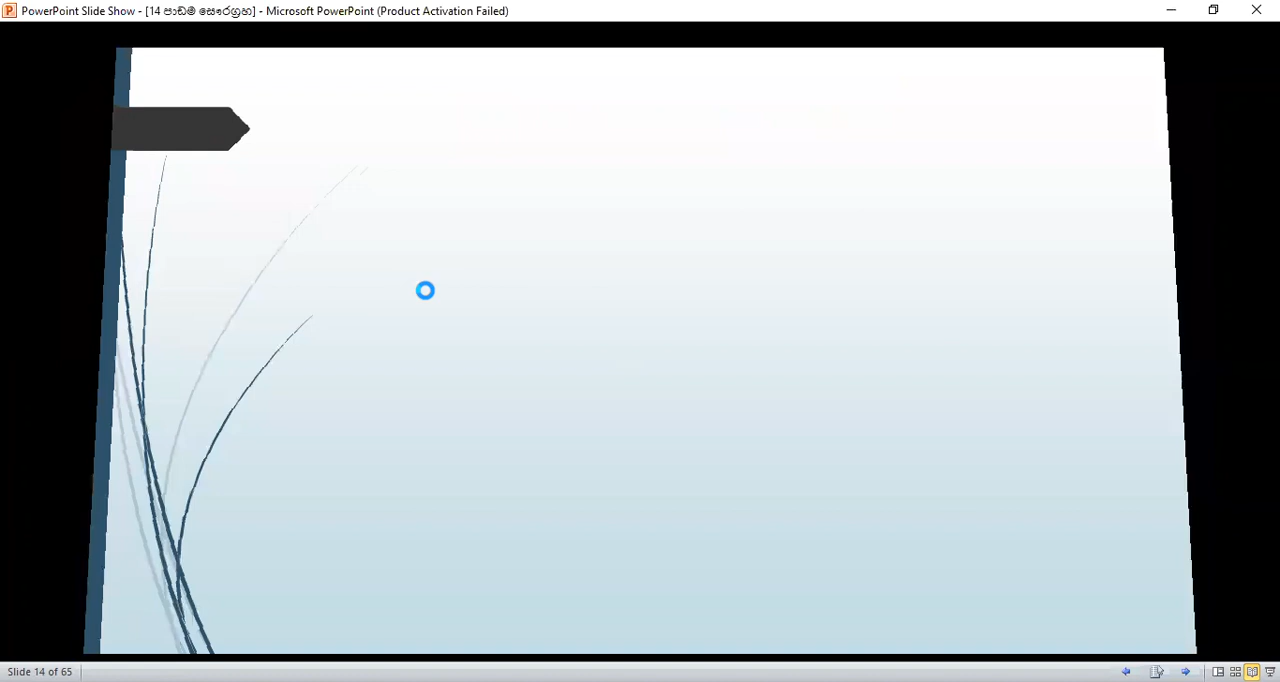 PowerPoint Slide Show - [14 පාඩම සෞරග්‍රහ] - Microsoft PowerPoint (Product Activation Failed)
Slide 14 of 65